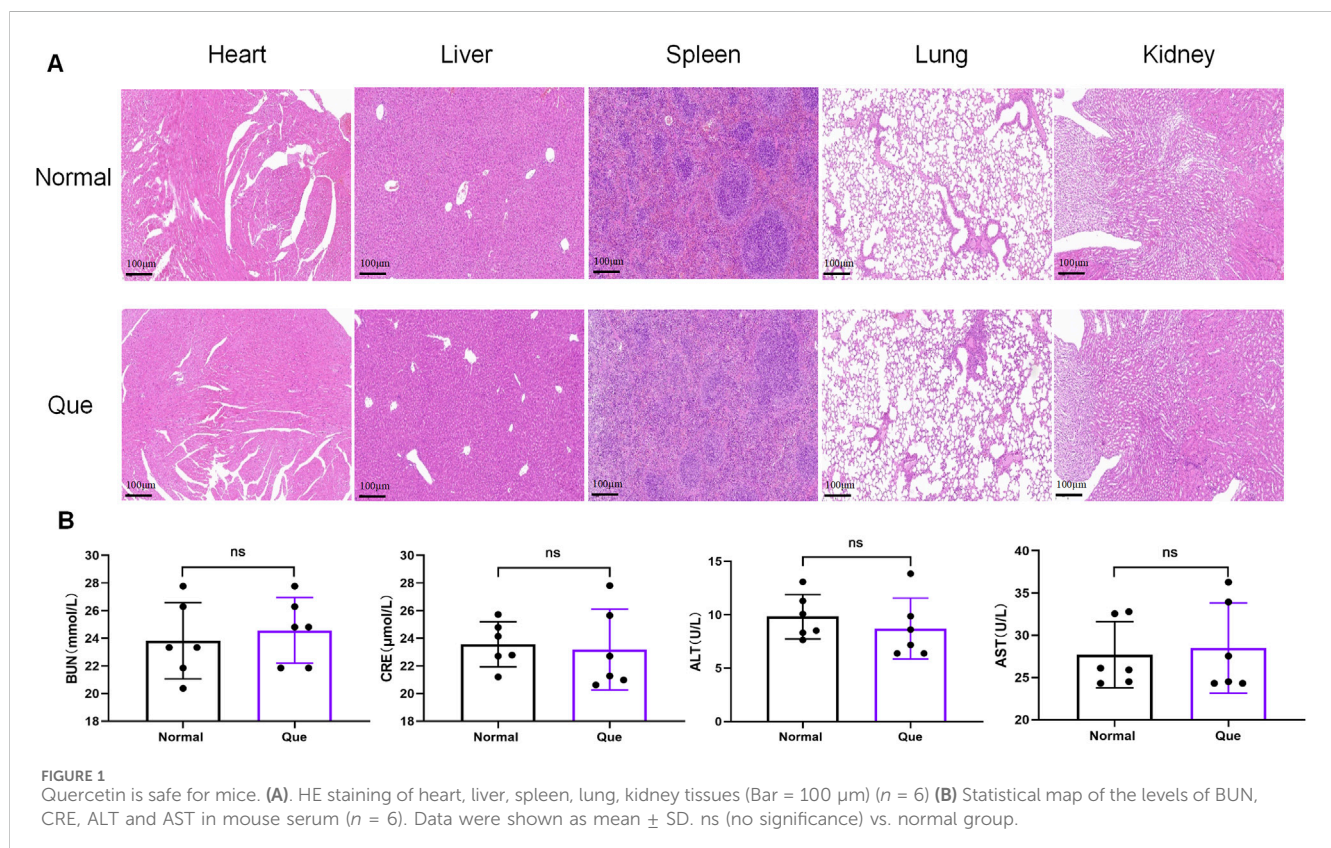 A
Heart Liver Spleen Lung Kidney
Normal
100μm 100μm 100μm 100μm 100μm
Que
100μm 100μm 100μm 100μm 100μm
B
BUN(mmol/L)
30
28
26
24
22
20
18
ns
Normal Que
CRE(μmol/L)
30
28
26
24
22
20
18
ns
Normal Que
ALT(U/L)
15
10
5
0
ns
Normal Que
AST(U/L)
40
35
30
25
20
ns
Normal Que
FIGURE 1
Quercetin is safe for mice. (A). HE staining of heart, liver, spleen, lung, kidney tissues (Bar = 100 μm) (n = 6) (B) Statistical map of the levels of BUN,
CRE, ALT and AST in mouse serum (n = 6). Data were shown as mean ± SD. ns (no significance) vs. normal group.